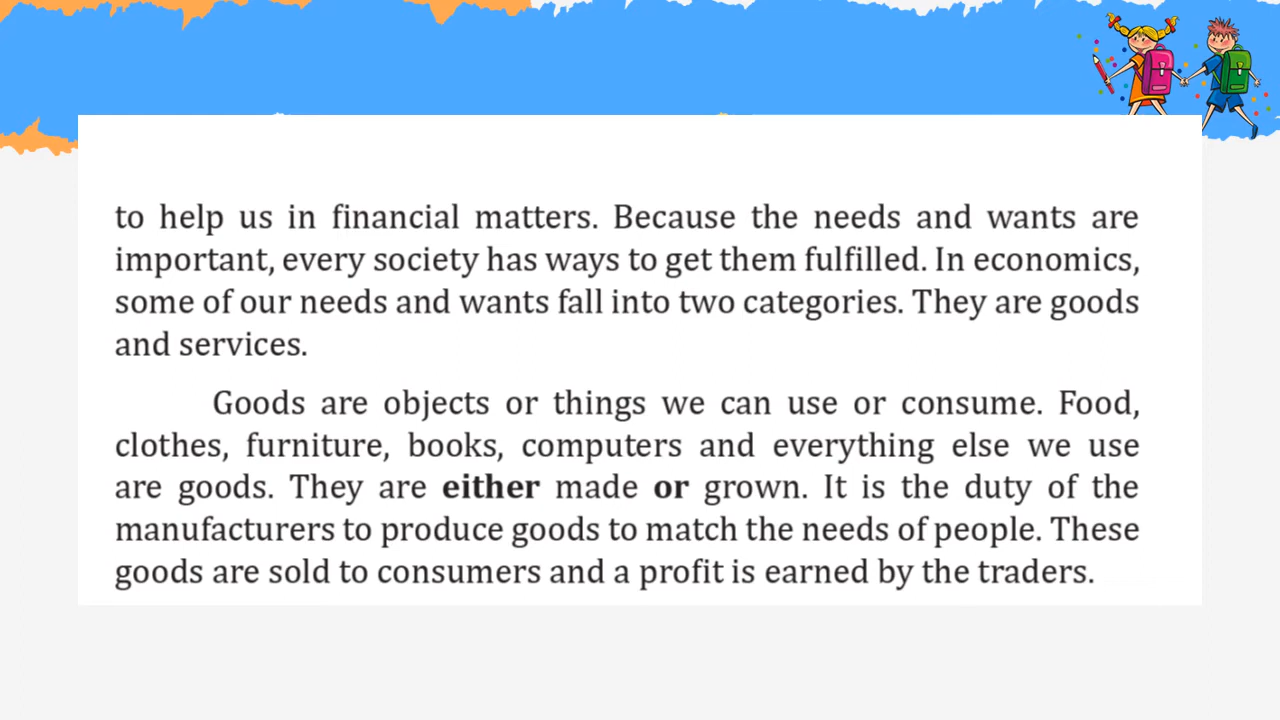 to help us in financial matters. Because the needs and wants are
important, every society has ways to get them fulfilled. In economics,
some of our needs and wants fall into two categories. They are goods
and services.
Goods are objects or things we can use or consume. Food,
clothes, furniture, books, computers and everything else we use
are goods. They are either made or grown. It is the duty of the
manufacturers to produce goods to match the needs of people. These
goods are sold to consumers and a profit is earned by the traders.